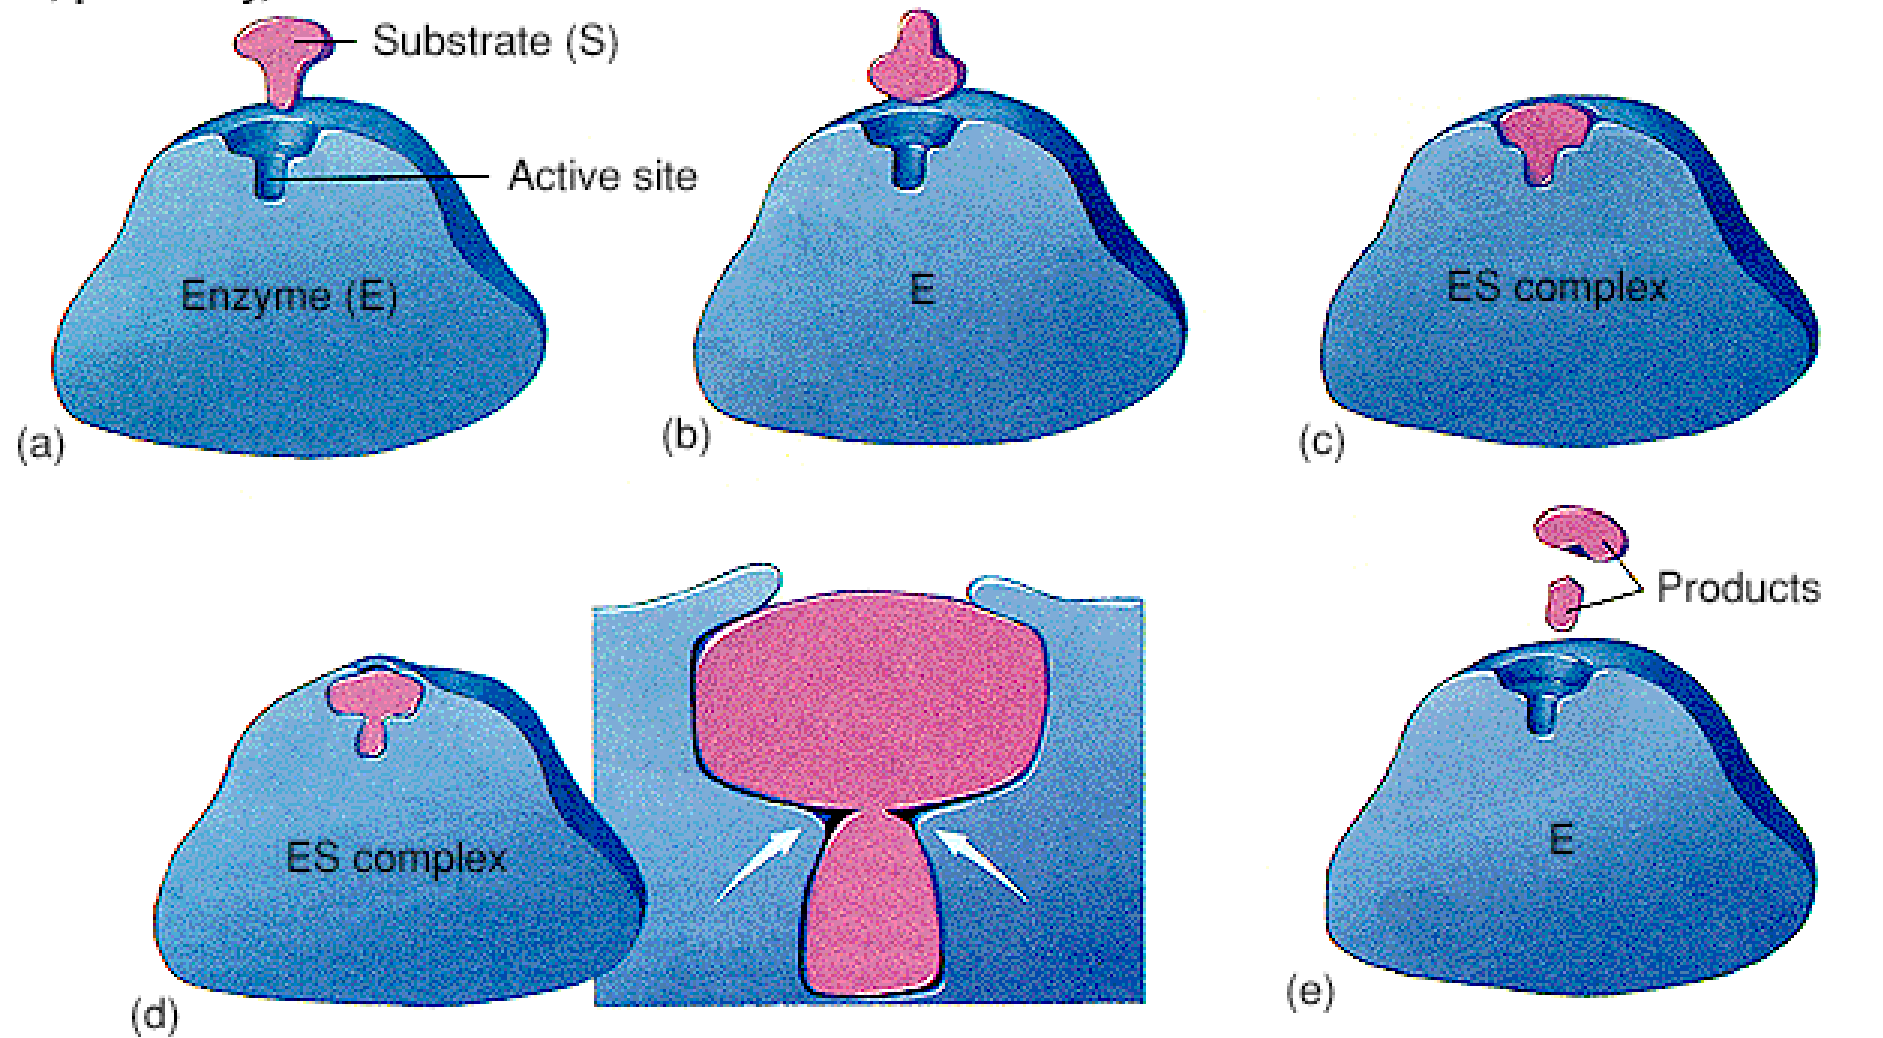 Substrate (S)
Active site
Enzyme (E)
(a)
E
(b)
ES complex
(c)
ES complex
(d)
Products
E
(e)